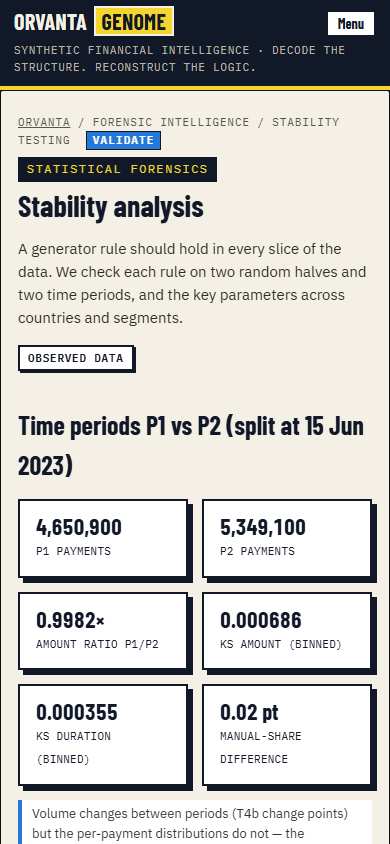 ORVANTA GENOME
Menu
SYNTHETIC FINANCIAL INTELLIGENCE · DECODE THE
STRUCTURE. RECONSTRUCT THE LOGIC.
ORVANTA / FORENSIC INTELLIGENCE / STABILITY
TESTING VALIDATE
STATISTICAL FORENSICS
Stability analysis
A generator rule should hold in every slice of the
data. We check each rule on two random halves and
two time periods, and the key parameters across
countries and segments.
OBSERVED DATA
Time periods P1 vs P2 (split at 15 Jun
2023)
4,650,900
P1 PAYMENTS
5,349,100
P2 PAYMENTS
0.9982×
AMOUNT RATIO P1/P2
0.000686
KS AMOUNT (BINNED)
0.000355
KS DURATION
(BINNED)
0.02 pt
MANUAL-SHARE
DIFFERENCE
Volume changes between periods (T4b change points)
but the per-payment distributions do not — the